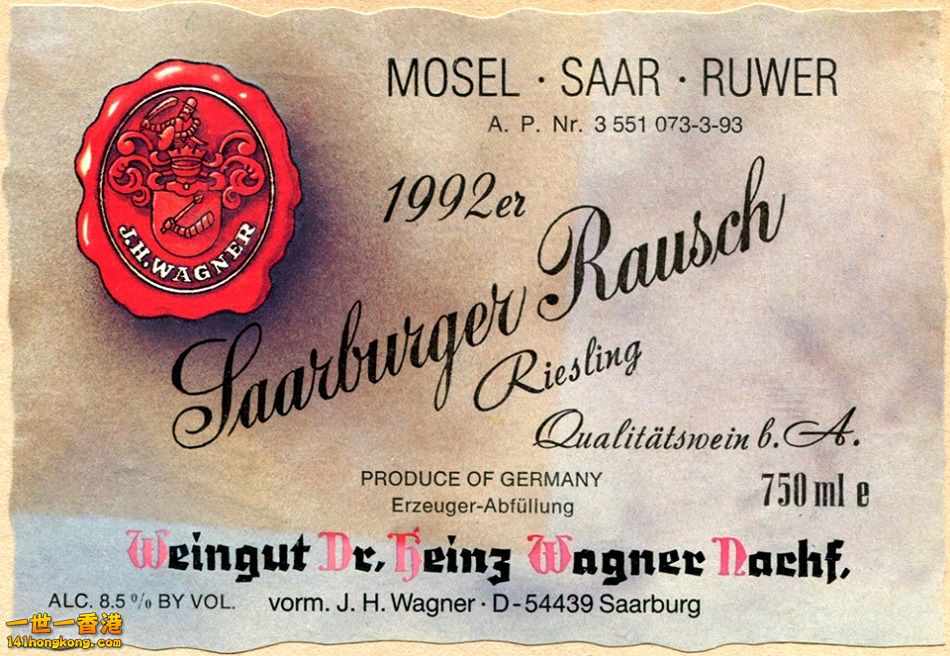 MOSEL · SAAR · RUWER
A. P. Nr. 3 551 073-3-93
1992er
J.H.WAGNER
Saarburger Rausch
Riesling
Qualitätswein b. A.
PRODUCE OF GERMANY
Erzeuger-Abfüllung
750 ml e
Weingut Dr. Heinz Wagner Nachf.
ALC. 8.5 % BY VOL.
vorm. J. H. Wagner · D-54439 Saarburg
一世一香港
141hongkong.com